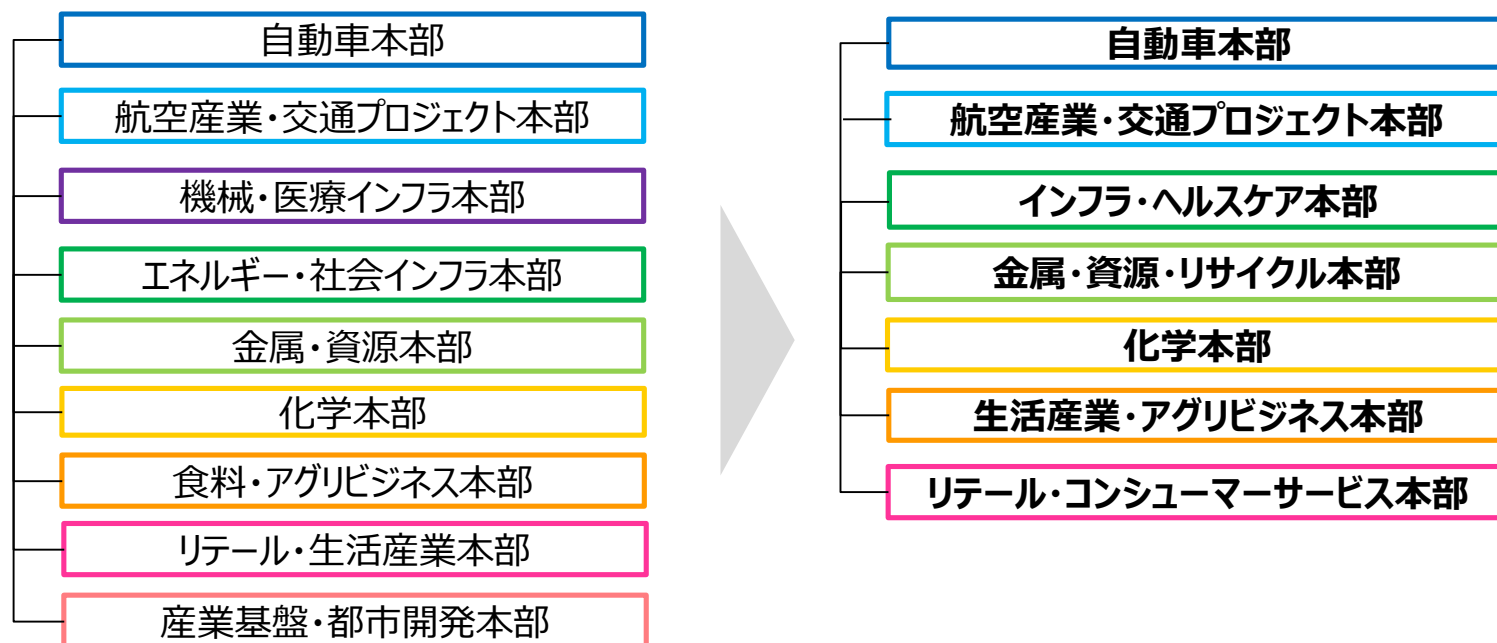 自動車本部
航空産業・交通プロジェクト本部
機械・医療インフラ本部
エネルギー・社会インフラ本部
金属・資源本部
化学本部
食料・アグリビジネス本部
リテール・生活産業本部
産業基盤・都市開発本部
自動車本部
航空産業・交通プロジェクト本部
インフラ・ヘルスケア本部
金属・資源・リサイクル本部
化学本部
生活産業・アグリビジネス本部
リテール・コンシューマーサービス本部